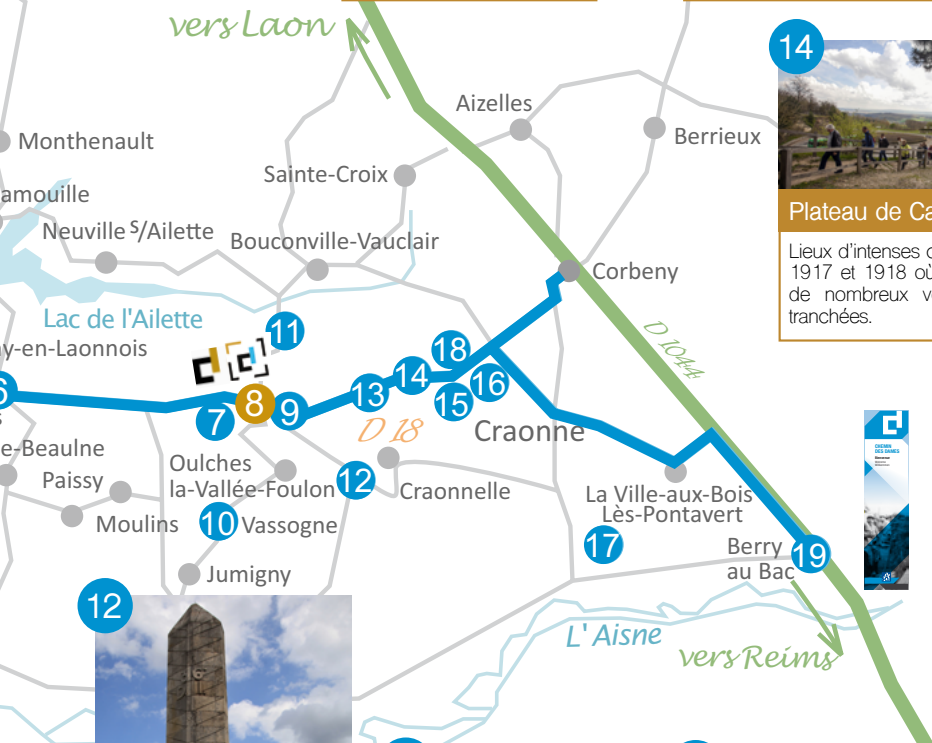 vers Laon
14
Aizelles
Monthenault
Berrieux
Sainte-Croix
amouille
Plateau de Ca
Neuville S/Ailette
Bouconville-Vauclair
Lieux d'intenses
1917 et 1918 où
de nombreux v
tranchées.
Corbeny
Lac de l'Ailette
11
D 1044
y-en-Laonnois
18
14
16
6
13
15
8
9
7
D 18
Craonne
CHEMIN
DES DAMES
e-Beaulne
Oulches
la-Vallée-Foulon
12
Paissy
Craonnelle
La Ville-aux-Bois
Lès-Pontavert
Moulins
10
Vassogne
17
Berry
au Bac
19
Jumigny
12
L'Aisne
vers Reims
16